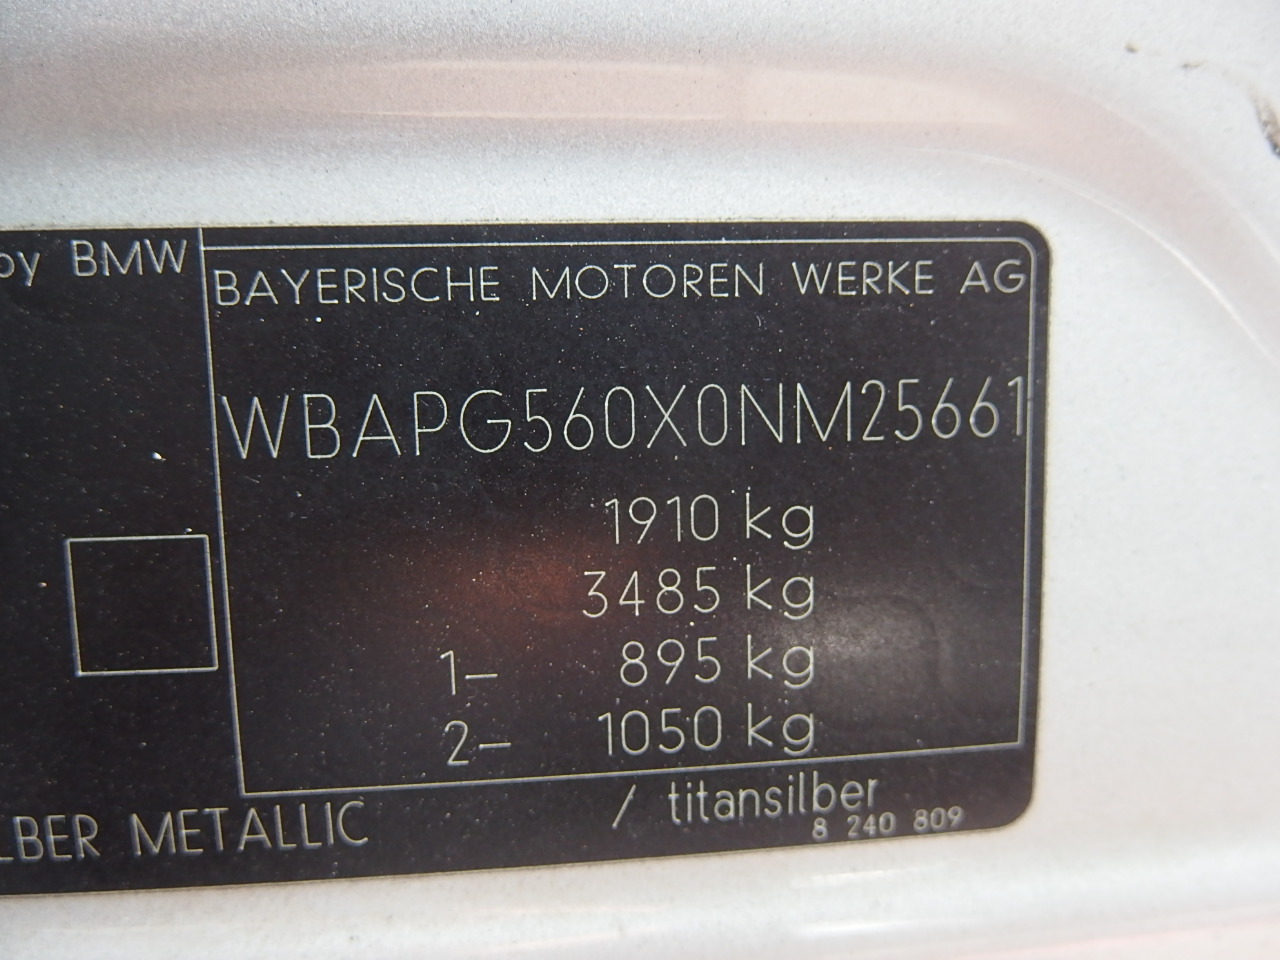 by BMW
BAYERISCHE MOTOREN WERKE AG
WBAPG560X0NM25661
1910 kg
3485 kg
1- 895 kg
2- 1050 kg
LBER METALLIC / titansilber
8 240 809